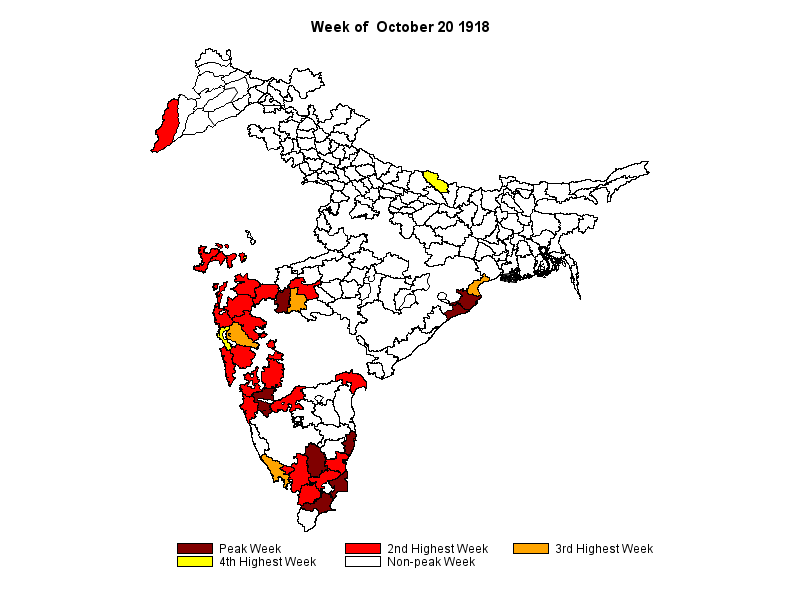 Week of  October 20 1918
Peak Week 2nd Highest Week 3rd Highest Week
4th Highest Week Non-peak Week